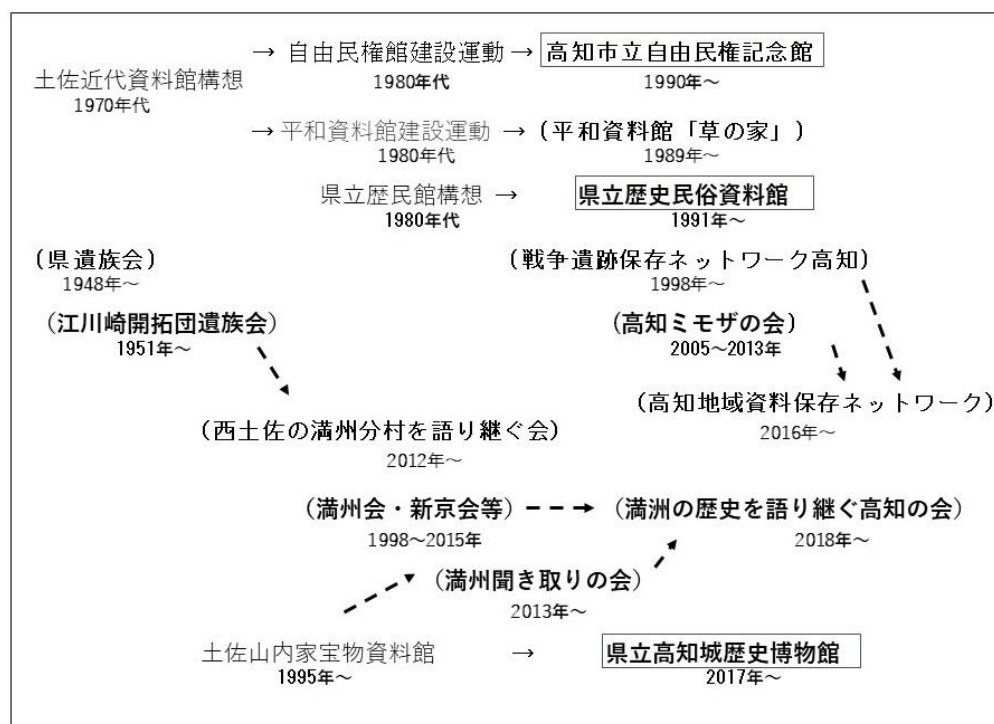 → 自由民権館建設運動 → 高知市立自由民権記念館
土佐近代資料館構想
1980年代
1990年～
1970年代
→ 平和資料館建設運動 → (平和資料館「草の家」)
1980年代
1989年～
県立歴民館構想 → 県立歴史民俗資料館
1980年代
1991年～
(県遺族会)
(戦争遺跡保存ネットワーク高知)
1948年～
1998年～
(江川崎開拓団遺族会)
(高知ミモザの会)
1951年～
2005～2013年
(高知地域資料保存ネットワーク)
(西土佐の満州分村を語り継ぐ会)
2016年～
2012年～
(満州会・新京会等)
(満洲の歴史を語り継ぐ高知の会)
1998～2015年
2018年～
(満州聞き取りの会)
2013年～
土佐山内家宝物資料館 → 県立高知城歴史博物館
1995年～
2017年～